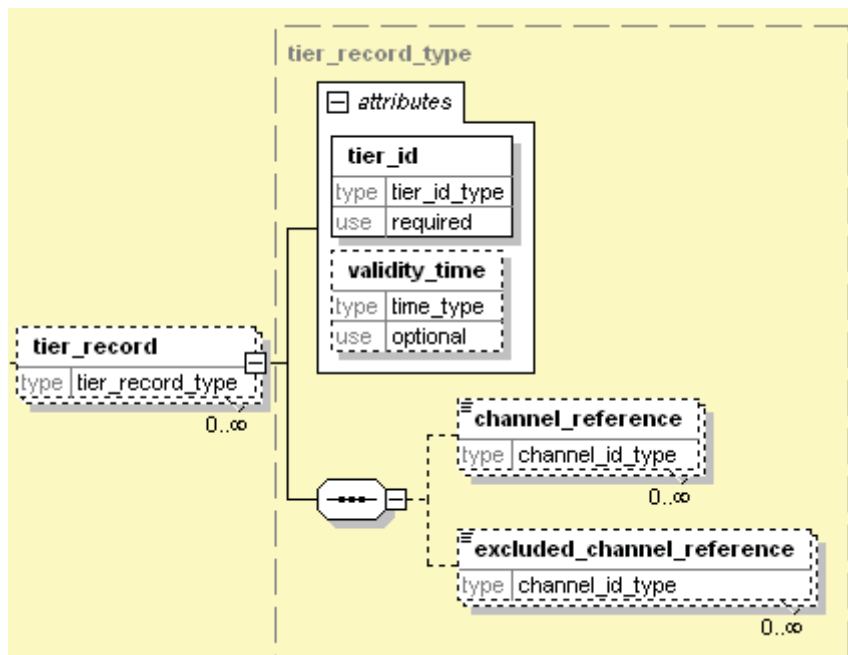 tier_record_type
attributes
tier_id
type tier_id_type
use required
validity_time
type time_type
use optional
tier_record
type tier_record_type
0..∞
channel_reference
type channel_id_type
0..∞
excluded_channel_reference
type channel_id_type
0..∞